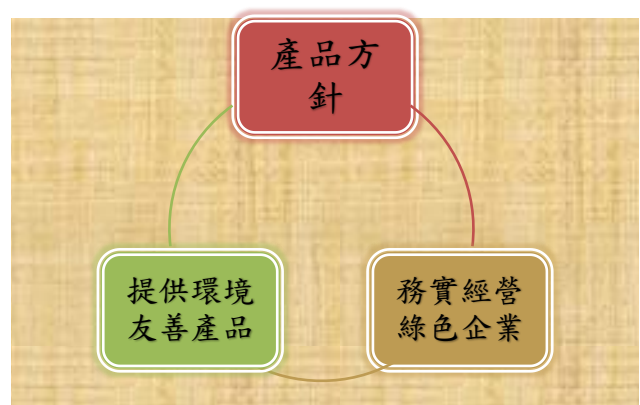 產品方
針
提供環境
友善產品
務實經營
綠色企業